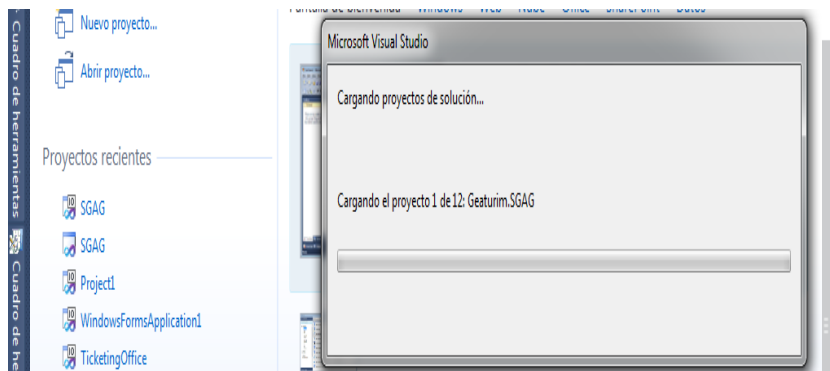 Cuadro de herramientas
Cuadro de he
Nuevo proyecto...
Abrir proyecto...
Proyectos recientes
SGAG
SGAG
Project1
WindowsFormsApplication1
TicketingOffice
Microsoft Visual Studio
Cargando proyectos de solución...
Cargando el proyecto 1 de 12: Geaturim.SGAG